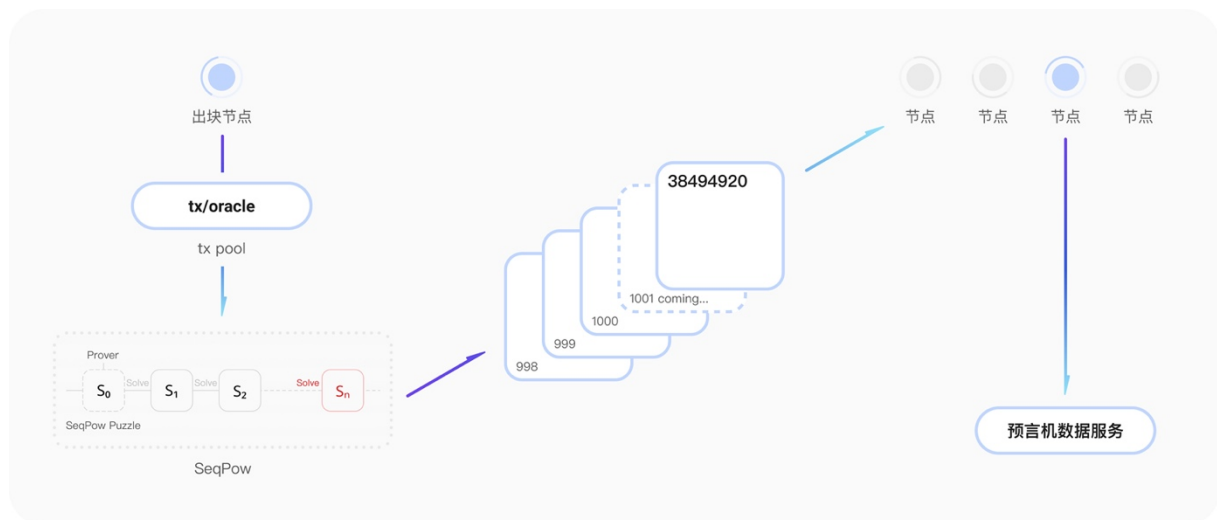 出块节点
tx/oracle
tx pool
Prover
S0 Solve S1 Solve S2 Solve Sn
SeqPow Puzzle
SeqPow
38494920
1001 coming...
1000
999
998
节点 节点 节点 节点
预言机数据服务